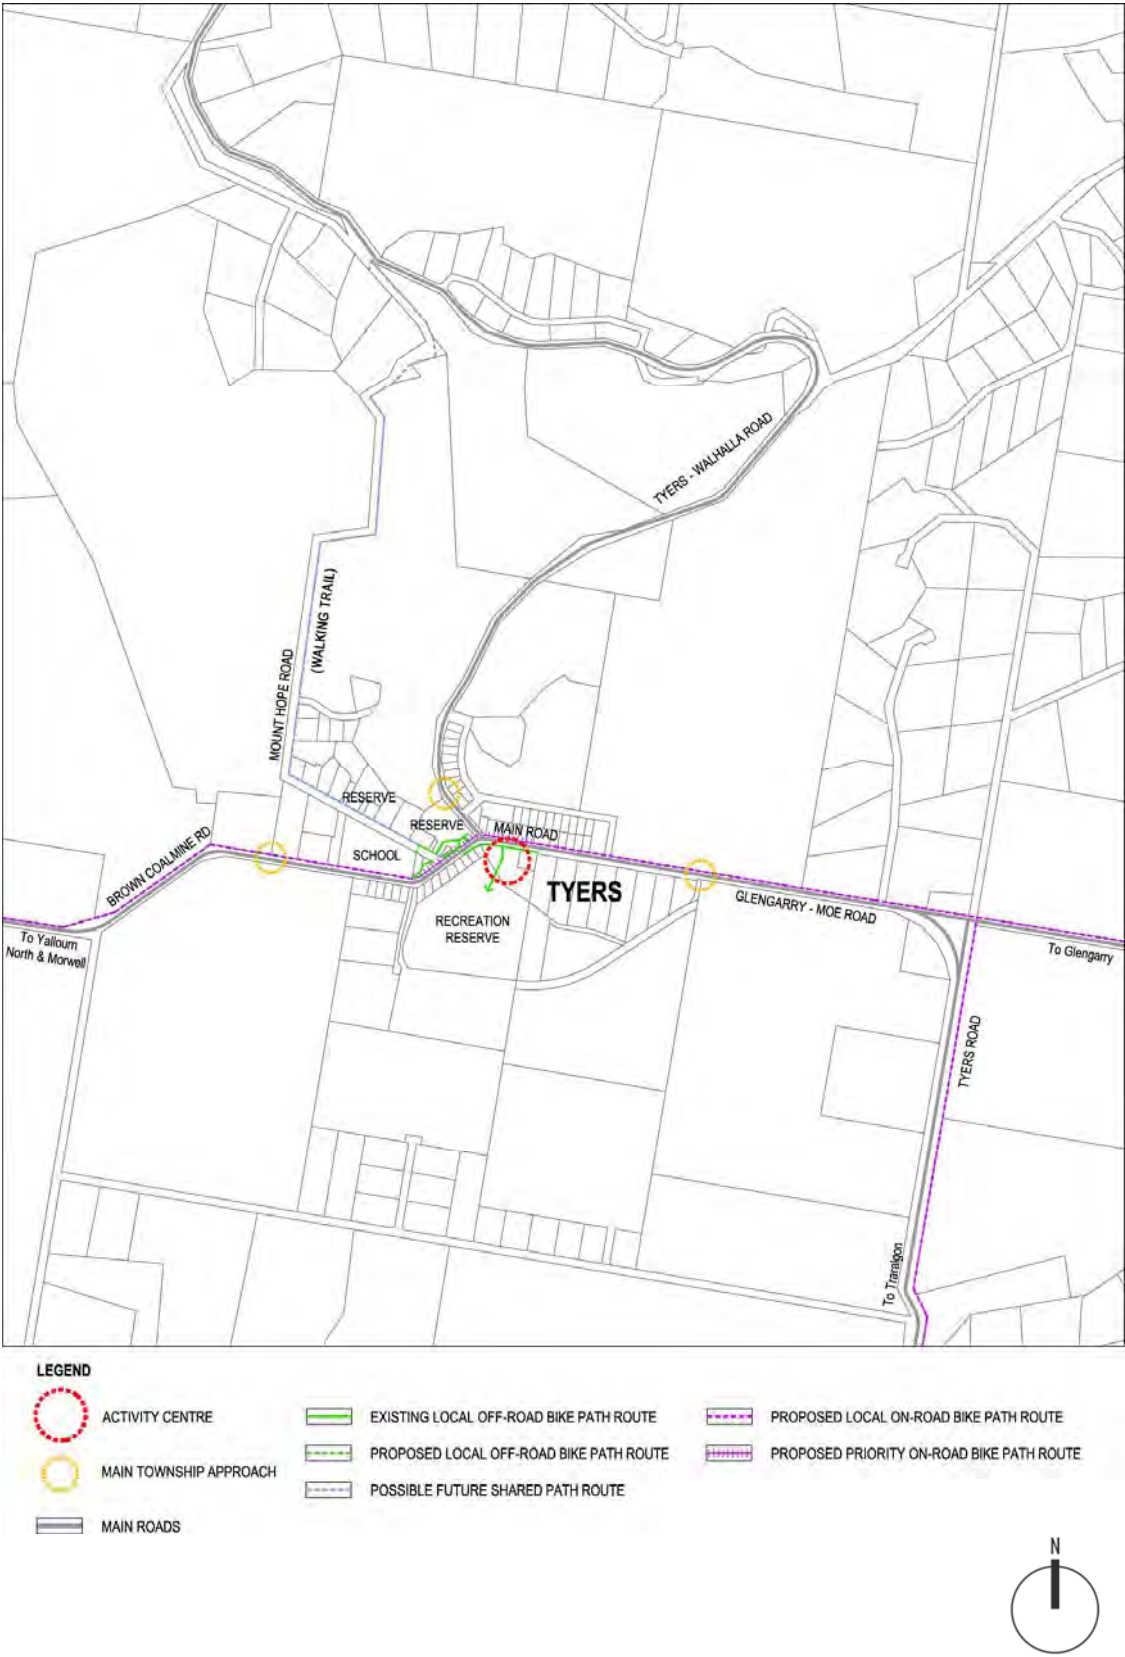 TYERS - WALHALLA ROAD
(WALKING TRAIL)
MOUNT HOPE ROAD
RESERVE
RESERVE
MAIN ROAD
SCHOOL
BROWN COALMINE RD
TYERS
GLENGARRY - MOE ROAD
RECREATION
RESERVE
To Yallourn
North & Morwell
To Glengarry
TYERS ROAD
To Traralgon
LEGEND
ACTIVITY CENTRE
MAIN TOWNSHIP APPROACH
MAIN ROADS
EXISTING LOCAL OFF-ROAD BIKE PATH ROUTE
PROPOSED LOCAL OFF-ROAD BIKE PATH ROUTE
POSSIBLE FUTURE SHARED PATH ROUTE
PROPOSED LOCAL ON-ROAD BIKE PATH ROUTE
PROPOSED PRIORITY ON-ROAD BIKE PATH ROUTE
N